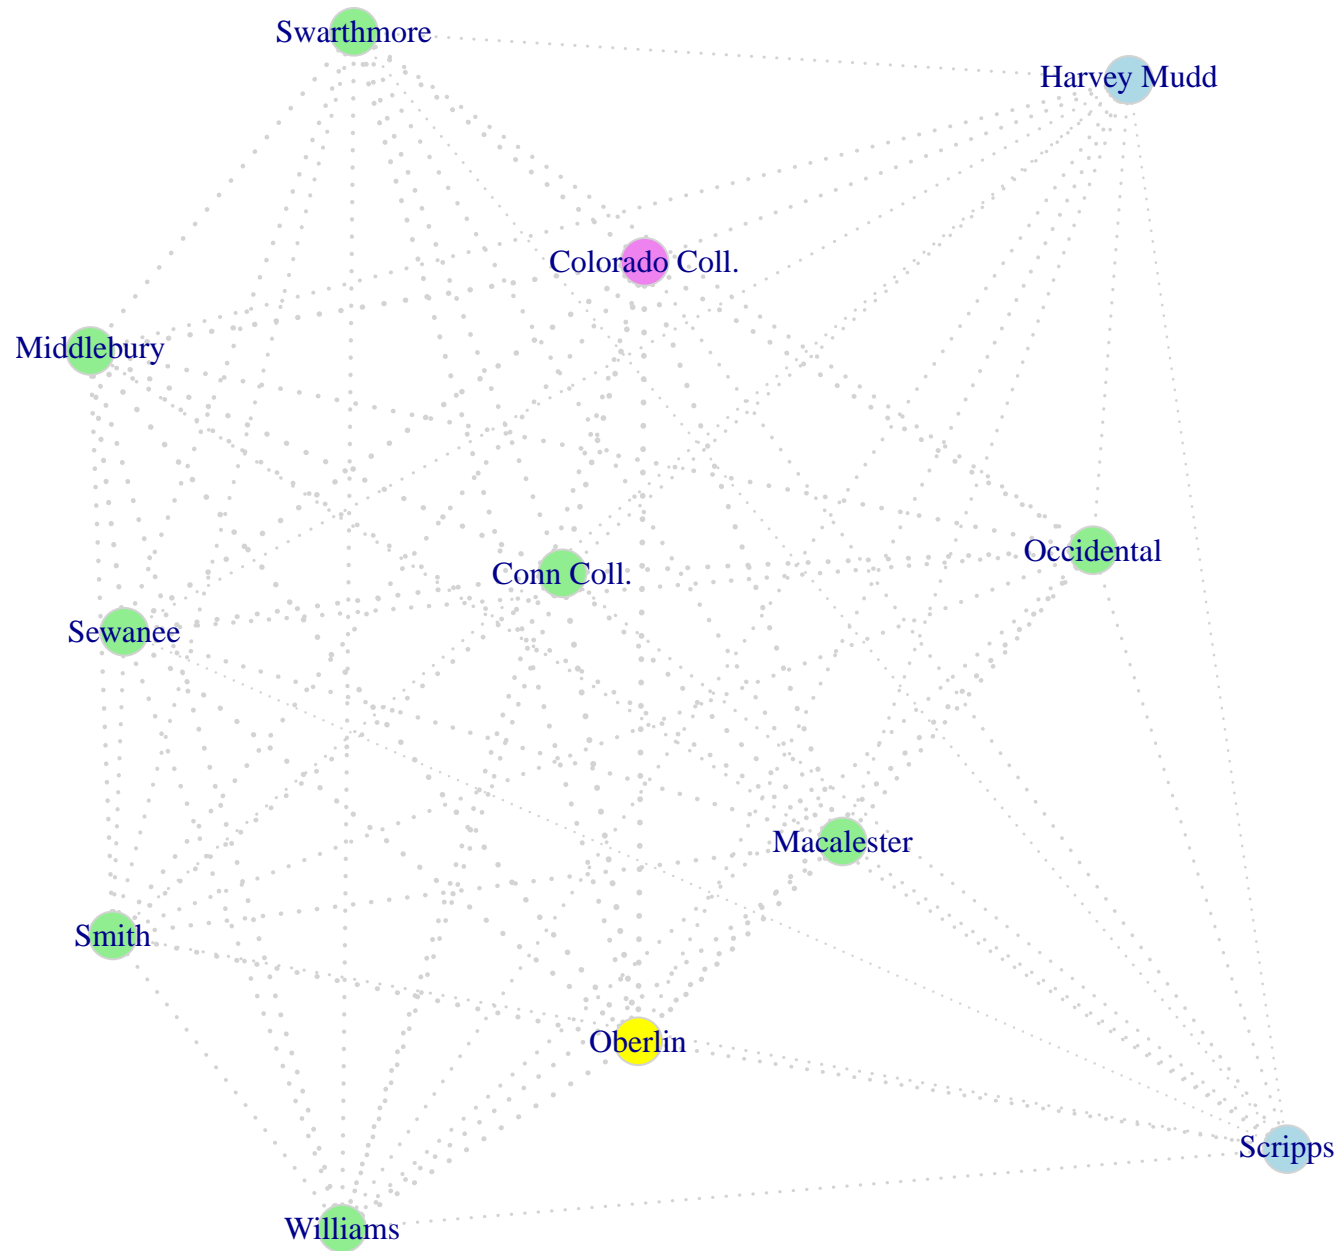 Swarthmore
Harvey Mudd
Colorado Coll.
Middlebury
Occidental
Conn Coll.
Sewanee
Macalester
Smith
Oberlin
Scripps
Williams